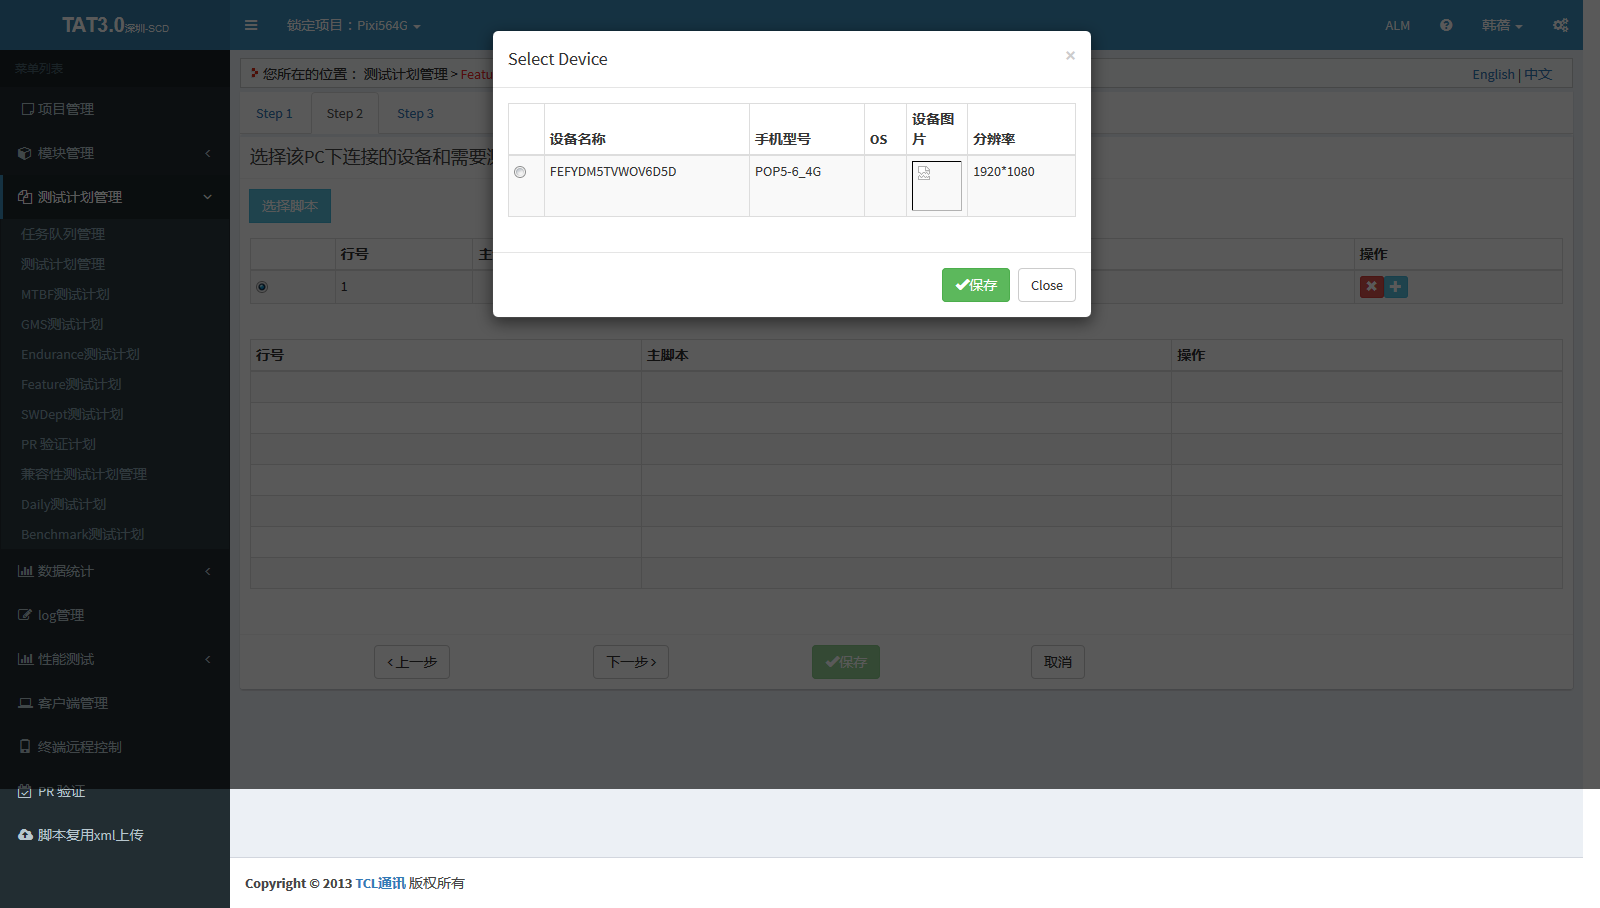 TAT3.0深圳-SCD
锁定项目：Pixi564G
ALM
韩蓓
菜单列表
项目管理
模块管理
测试计划管理
任务队列管理
测试计划管理
MTBF测试计划
GMS测试计划
Endurance测试计划
Feature测试计划
SWDept测试计划
PR 验证计划
兼容性测试计划管理
Daily测试计划
Benchmark测试计划
数据统计
log管理
性能测试
客户端管理
终端远程控制
PR 验证
脚本复用xml上传
您所在的位置： 测试计划管理 > Featu
English | 中文
Step 1 Step 2 Step 3
选择该PC下连接的设备和需要
选择脚本
行号 主 操作
1
行号 主脚本 操作
上一步 下一步 保存 取消
Select Device ×
设备名称 手机型号 OS 设备图片 分辨率
FEFYDM5TVWOV6D5D POP5-6_4G 1920*1080
保存 Close
Copyright © 2013 TCL通讯 版权所有